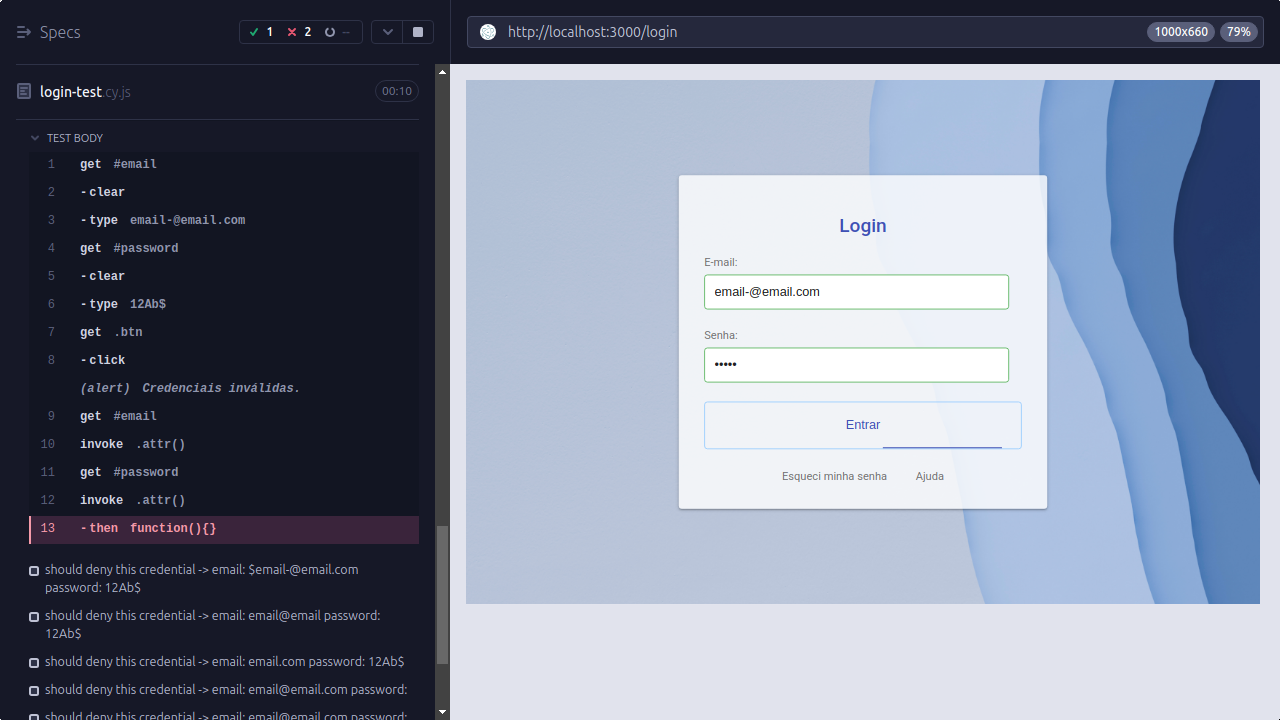 Specs
1 2 --
login-test.cy.js 00:10
TEST BODY
1 get #email
2 -clear
3 -type email-@email.com
4 get #password
5 -clear
6 -type 12Ab$
7 get .btn
8 -click
(alert) Credenciais inválidas.
9 get #email
10 invoke .attr()
11 get #password
12 invoke .attr()
13 -then function(){}
should deny this credential -> email: $email-@email.com
password: 12Ab$
should deny this credential -> email: email@email password:
12Ab$
should deny this credential -> email: email.com password: 12Ab$
should deny this credential -> email: email@email.com password:
should deny this credential -> email: email@email.com password:
http://localhost:3000/login 1000x660 79%
Login
E-mail:
email-@email.com
Senha:
•••••
Entrar
Esqueci minha senha Ajuda